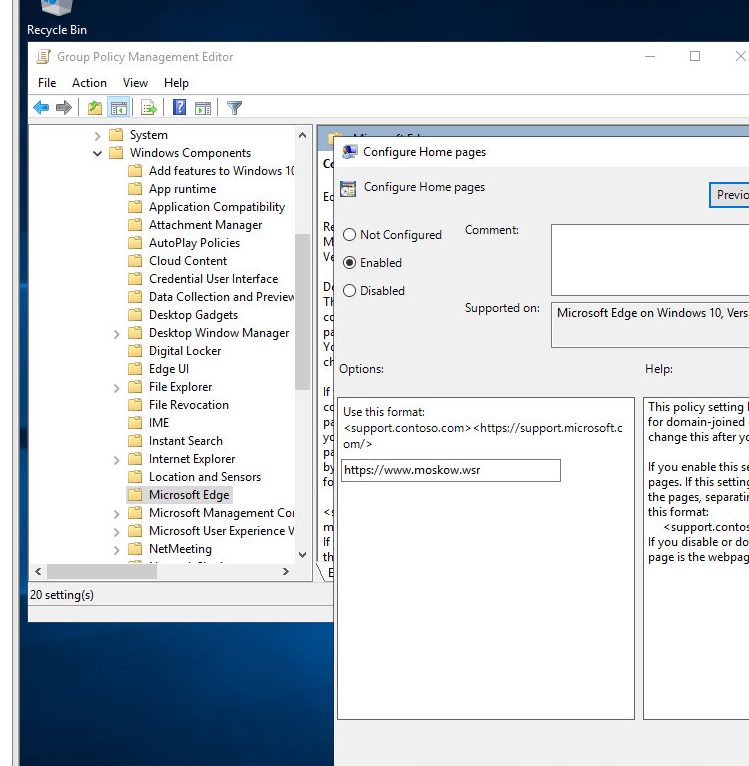 Recycle Bin
Group Policy Management Editor
File Action View Help
System
Windows Components
Add features to Windows 10
App runtime
Application Compatibility
Attachment Manager
AutoPlay Policies
Cloud Content
Credential User Interface
Data Collection and Preview
Desktop Gadgets
Desktop Window Manager
Digital Locker
Edge UI
File Explorer
File Revocation
IME
Instant Search
Internet Explorer
Location and Sensors
Microsoft Edge
Microsoft Management Cor
Microsoft User Experience V
NetMeeting
20 setting(s)
Configure Home pages
Configure Home pages
Previo
Not Configured
Enabled
Disabled
Comment:
Supported on:
Microsoft Edge on Windows 10, Versi
Options:
Help:
Use this format:
<support.contoso.com><https://support.microsoft.c
om/>
https://www.moskow.wsr
This policy setting l
for domain-joined
change this after yo
If you enable this se
pages. If this setting
the pages, separatin
this format:
<support.contos
If you disable or do
page is the webpag